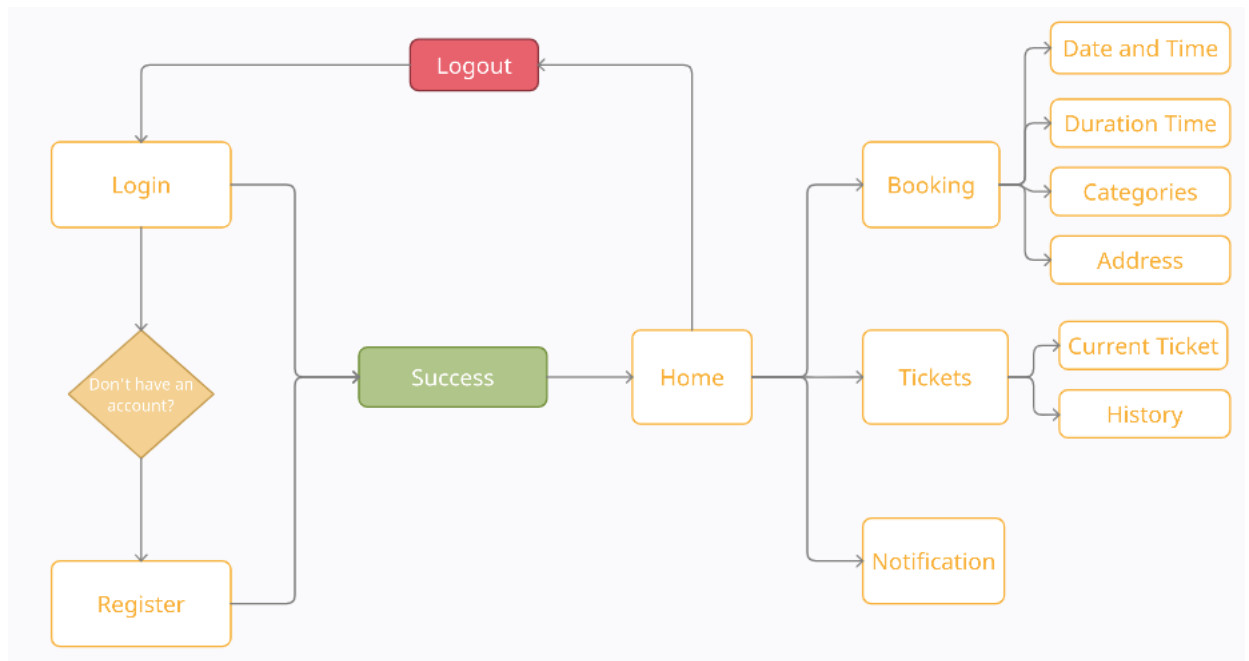 Logout
Login
Don't have an
account?
Register
Success
Home
Booking
Date and Time
Duration Time
Categories
Address
Tickets
Current Ticket
History
Notification